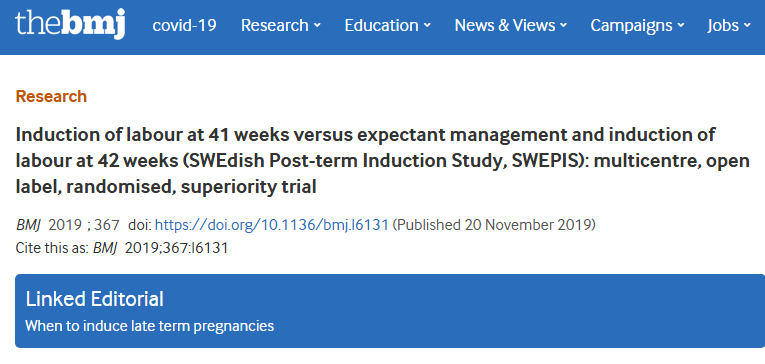 thebmj covid-19 Research Education News & Views Campaigns Jobs
Research
Induction of labour at 41 weeks versus expectant management and induction of
labour at 42 weeks (SWEdish Post-term Induction Study, SWEPIS): multicentre, open
label, randomised, superiority trial
BMJ 2019 ; 367 doi: https://doi.org/10.1136/bmj.l6131 (Published 20 November 2019)
Cite this as: BMJ 2019;367:l6131
Linked Editorial
When to induce late term pregnancies